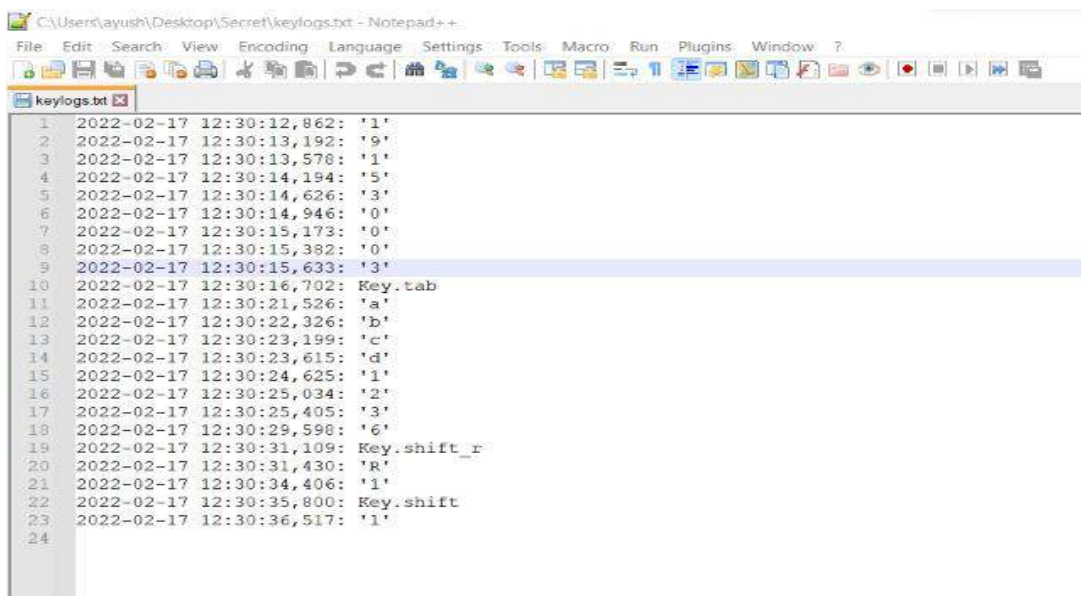 C:\Users\ayush\Desktop\Secret\keylogs.txt - Notepad++
File Edit Search View Encoding Language Settings Tools Macro Run Plugins Window ?
keylogs.txt
1 2022-02-17 12:30:12,862: '1'
2 2022-02-17 12:30:13,192: '9'
3 2022-02-17 12:30:13,578: '1'
4 2022-02-17 12:30:14,194: '5'
5 2022-02-17 12:30:14,626: '3'
6 2022-02-17 12:30:14,946: '0'
7 2022-02-17 12:30:15,173: '0'
8 2022-02-17 12:30:15,382: '0'
9 2022-02-17 12:30:15,633: '3'
10 2022-02-17 12:30:16,702: Key.tab
11 2022-02-17 12:30:21,526: 'a'
12 2022-02-17 12:30:22,326: 'b'
13 2022-02-17 12:30:23,199: 'c'
14 2022-02-17 12:30:23,615: 'd'
15 2022-02-17 12:30:24,625: '1'
16 2022-02-17 12:30:25,034: '2'
17 2022-02-17 12:30:25,405: '3'
18 2022-02-17 12:30:29,598: '6'
19 2022-02-17 12:30:31,109: Key.shift_r
20 2022-02-17 12:30:31,430: 'R'
21 2022-02-17 12:30:34,406: '1'
22 2022-02-17 12:30:35,800: Key.shift
23 2022-02-17 12:30:36,517: '1'
24